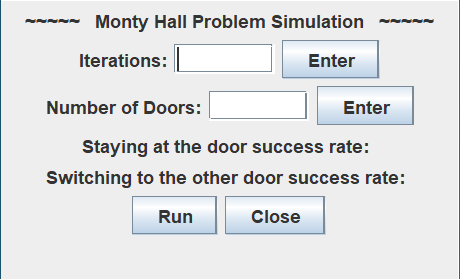 ~~~~~ Monty Hall Problem Simulation ~~~~~
Iterations: Enter
Number of Doors: Enter
Staying at the door success rate:
Switching to the other door success rate:
Run Close